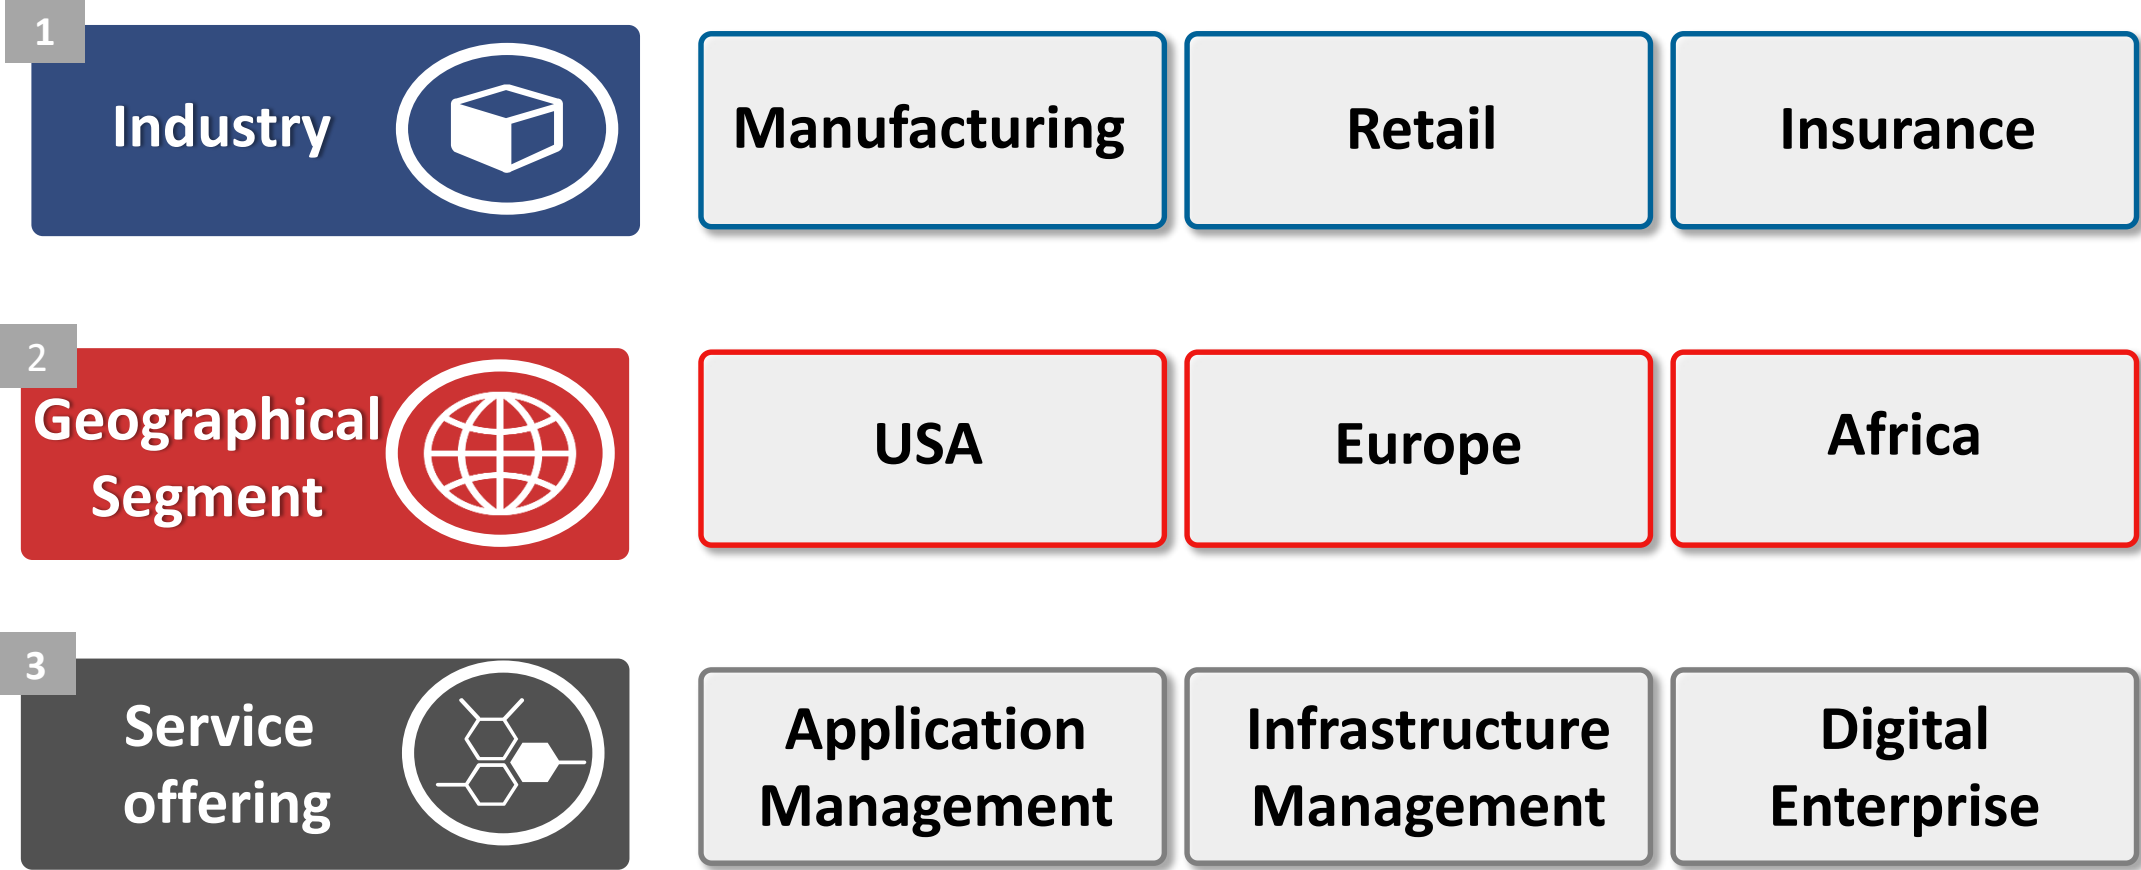 1
Industry
Manufacturing
Retail
Insurance
2
Geographical
Segment
USA
Europe
Africa
3
Service
offering
Application
Management
Infrastructure
Management
Digital
Enterprise